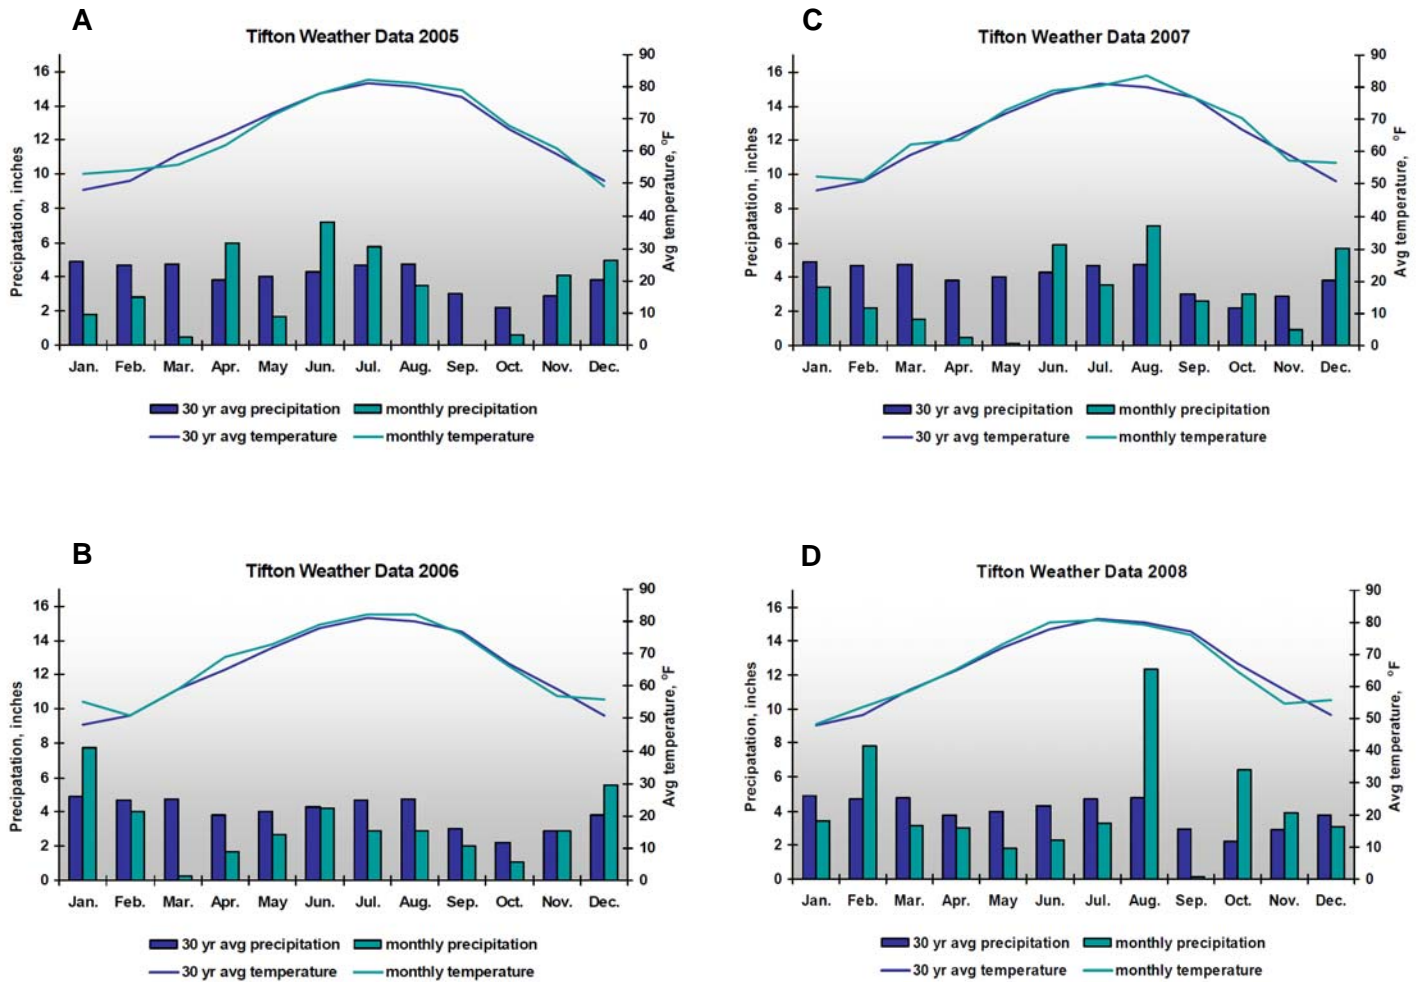 A
Tifton Weather Data 2005
Precipatation, inches
16
14
12
10
8
6
4
2
0
90
80
70
60
50
40
30
20
10
0
Avg temperature, ºF
Jan. Feb. Mar. Apr. May Jun. Jul. Aug. Sep. Oct. Nov. Dec.
30 yr avg precipitation monthly precipitation
30 yr avg temperature monthly temperature
C
Tifton Weather Data 2007
Precipatation, inches
16
14
12
10
8
6
4
2
0
90
80
70
60
50
40
30
20
10
0
Avg temperature, ºF
Jan. Feb. Mar. Apr. May Jun. Jul. Aug. Sep. Oct. Nov. Dec.
30 yr avg precipitation monthly precipitation
30 yr avg temperature monthly temperature
B
Tifton Weather Data 2006
Precipatation, inches
16
14
12
10
8
6
4
2
0
90
80
70
60
50
40
30
20
10
0
Avg temperature, ºF
Jan. Feb. Mar. Apr. May Jun. Jul. Aug. Sep. Oct. Nov. Dec.
30 yr avg precipitation monthly precipitation
30 yr avg temperature monthly temperature
D
Tifton Weather Data 2008
Precipatation, inches
16
14
12
10
8
6
4
2
0
90
80
70
60
50
40
30
20
10
0
Avg temperature, ºF
Jan. Feb. Mar. Apr. May Jun. Jul. Aug. Sep. Oct. Nov. Dec.
30 yr avg precipitation monthly precipitation
30 yr avg temperature monthly temperature